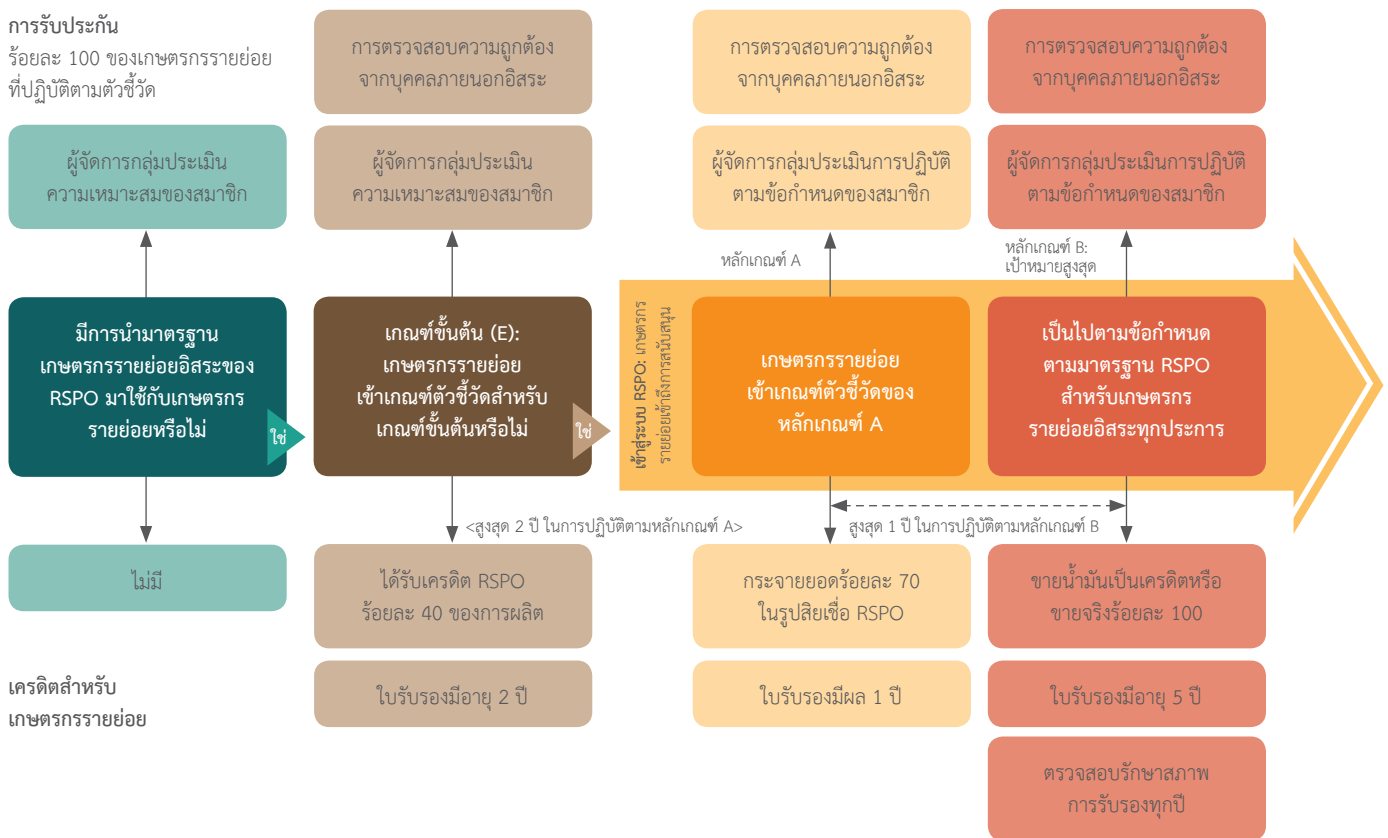 การรับประกัน
ร้อยละ 100 ของเกษตรกรรายย่อย
ที่ปฏิบัติตามตัวชี้วัด
การตรวจสอบความถูกต้อง
จากบุคคลภายนอกอิสระ
การตรวจสอบความถูกต้อง
จากบุคคลภายนอกอิสระ
การตรวจสอบความถูกต้อง
จากบุคคลภายนอกอิสระ
ผู้จัดการกลุ่มประเมิน
ความเหมาะสมของสมาชิก
ผู้จัดการกลุ่มประเมิน
ความเหมาะสมของสมาชิก
ผู้จัดการกลุ่มประเมินการปฏิบัติ
ตามข้อกำหนดของสมาชิก
ผู้จัดการกลุ่มประเมินการปฏิบัติ
ตามข้อกำหนดของสมาชิก
หลักเกณฑ์ A
หลักเกณฑ์ B:
เป้าหมายสูงสุด
มีการนำมาตรฐาน
เกษตรกรรายย่อยอิสระของ
RSPO มาใช้กับเกษตรกร
รายย่อยหรือไม่
ใช่
เกณฑ์ขั้นต้น (E):
เกษตรกรรายย่อย
เข้าเกณฑ์ตัวชี้วัดสำหรับ
เกณฑ์ขั้นต้นหรือไม่
ใช่
เข้าสู่ระบบ RSPO: เกษตรกร
รายย่อยเข้าถึงการสนับสนุน
เกษตรกรรายย่อย
เข้าเกณฑ์ตัวชี้วัดของ
หลักเกณฑ์ A
เป็นไปตามข้อกำหนด
ตามมาตรฐาน RSPO
สำหรับเกษตรกร
รายย่อยอิสระทุกประการ
<สูงสุด 2 ปี ในการปฏิบัติตามหลักเกณฑ์ A>
สูงสุด 1 ปี ในการปฏิบัติตามหลักเกณฑ์ B
ไม่มี
ได้รับเครดิต RSPO
ร้อยละ 40 ของการผลิต
กระจายยอดร้อยละ 70
ในรูปสิยเชื่อ RSPO
ขายน้ำมันเป็นเครดิตหรือ
ขายจริงร้อยละ 100
เครดิตสำหรับ
เกษตรกรรายย่อย
ใบรับรองมีอายุ 2 ปี
ใบรับรองมีผล 1 ปี
ใบรับรองมีอายุ 5 ปี
ตรวจสอบรักษาสภาพ
การรับรองทุกปี